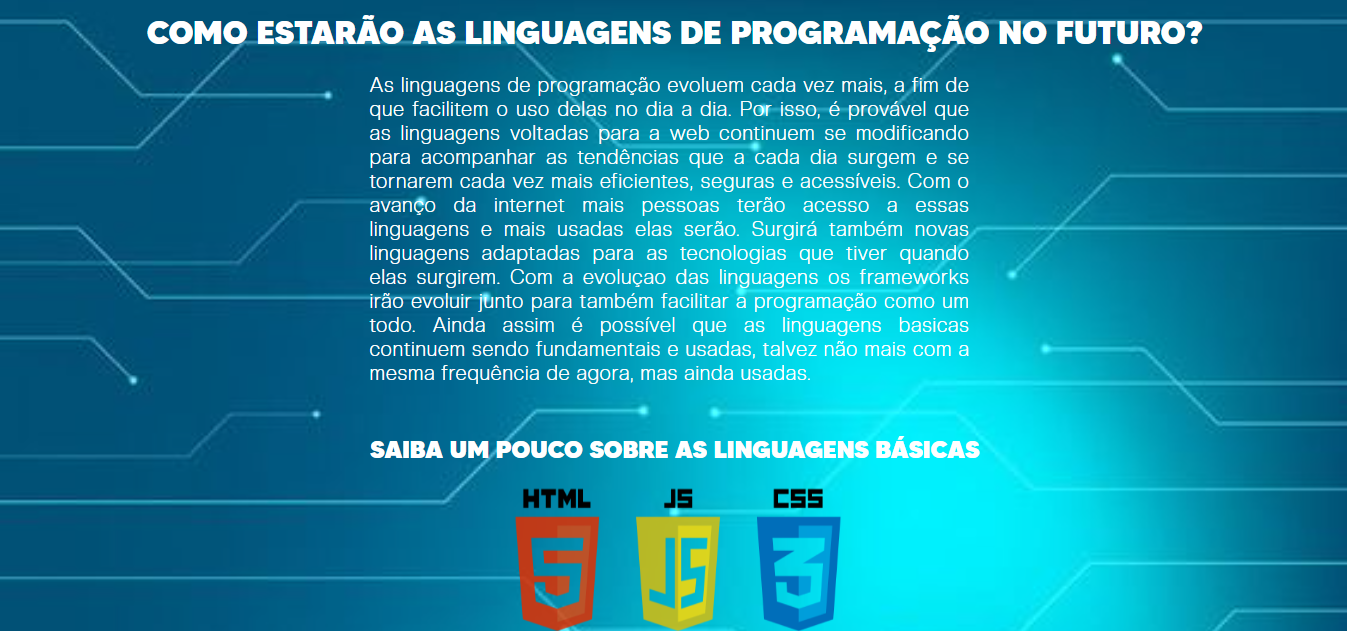 COMO ESTARÃO AS LINGUAGENS DE PROGRAMAÇÃO NO FUTURO?
As linguagens de programação evoluem cada vez mais, a fim de
que facilitem o uso delas no dia a dia. Por isso, é provável que
as linguagens voltadas para a web continuem se modificando
para acompanhar as tendências que a cada dia surgem e se
tornarem cada vez mais eficientes, seguras e acessíveis. Com o
avanço da internet mais pessoas terão acesso a essas
linguagens e mais usadas elas serão. Surgirá também novas
linguagens adaptadas para as tecnologias que tiver quando
elas surgirem. Com a evoluçao das linguagens os frameworks
irão evoluir junto para também facilitar a programação como um
todo. Ainda assim é possível que as linguagens basicas
continuem sendo fundamentais e usadas, talvez não mais com a
mesma frequência de agora, mas ainda usadas.
SAIBA UM POUCO SOBRE AS LINGUAGENS BÁSICAS
HTML JS CSS
5 JS 3